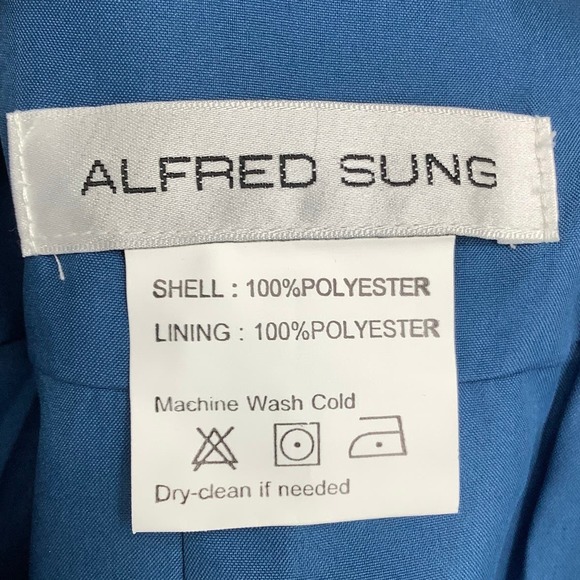 ALFRED SUNG
SHELL : 100%POLYESTER
LINING : 100%POLYESTER
Machine Wash Cold
Dry-clean if needed